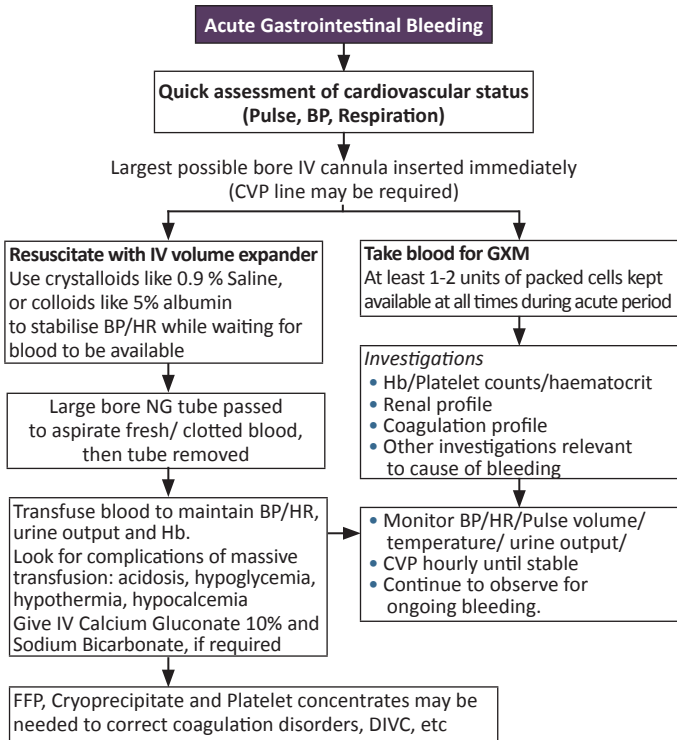 Acute Gastrointestinal Bleeding
Quick assessment of cardiovascular status
(Pulse, BP, Respiration)
Largest possible bore IV cannula inserted immediately
(CVP line may be required)
Resuscitate with IV volume expander
Use crystalloids like 0.9 % Saline,
or colloids like 5% albumin
to stabilise BP/HR while waiting for
blood to be available
Take blood for GXM
At least 1-2 units of packed cells kept
available at all times during acute period
Large bore NG tube passed
to aspirate fresh/ clotted blood,
then tube removed
Investigations
• Hb/Platelet counts/haematocrit
• Renal profile
• Coagulation profile
• Other investigations relevant
to cause of bleeding
Transfuse blood to maintain BP/HR,
urine output and Hb.
Look for complications of massive
transfusion: acidosis, hypoglycemia,
hypothermia, hypocalcemia
Give IV Calcium Gluconate 10% and
Sodium Bicarbonate, if required
• Monitor BP/HR/Pulse volume/
temperature/ urine output/
• CVP hourly until stable
• Continue to observe for
ongoing bleeding.
FFP, Cryoprecipitate and Platelet concentrates may be
needed to correct coagulation disorders, DIVC, etc